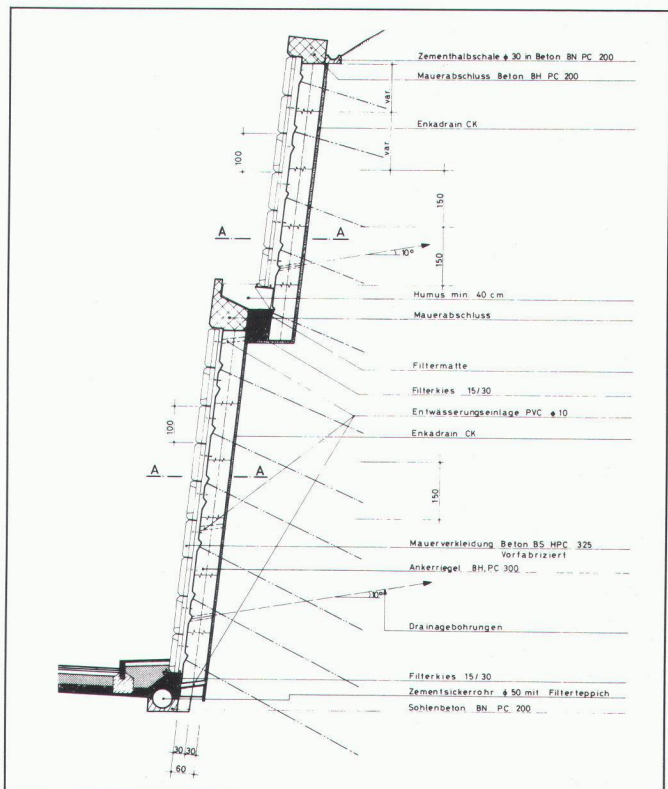 Zementhalbschale ϕ 30 in Beton BN PC 200
Mauerabschluss Beton BH PC 200
var.
Enkadrain CK
var.
100
150
A
A
150
10°
Humus min. 40 cm
Mauerabschluss
Filtermatte
Filterkies 15/30
Entwässerungseinlage PVC ϕ 10
100
Enkadrain CK
A
A
150
Mauerverkleidung Beton BS HPC 325
Vorfabriziert
Ankerriegel BH, PC 300
10°
Drainagebohrungen
Filterkies 15/30
Zementsickerrohr ϕ 50 mit Filterteppich
Sohlenbeton BN PC 200
30
30
60